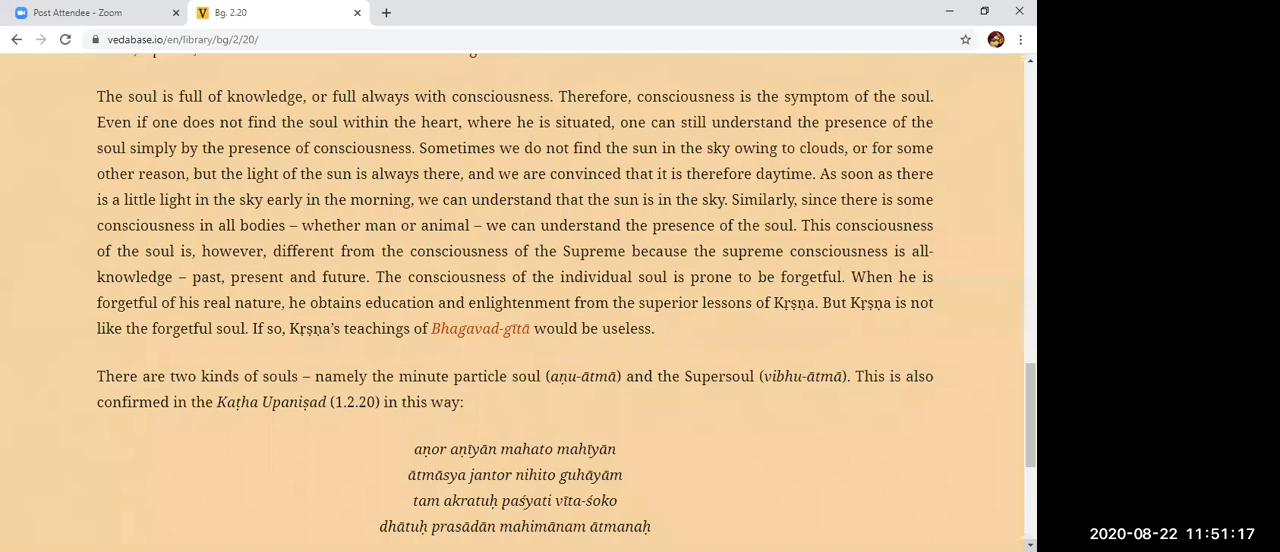 Post Attendee - Zoom
Bg. 2.20
vedabase.io/en/library/bg/2/20/
The soul is full of knowledge, or full always with consciousness. Therefore, consciousness is the symptom of the soul.
Even if one does not find the soul within the heart, where he is situated, one can still understand the presence of the
soul simply by the presence of consciousness. Sometimes we do not find the sun in the sky owing to clouds, or for some
other reason, but the light of the sun is always there, and we are convinced that it is therefore daytime. As soon as there
is a little light in the sky early in the morning, we can understand that the sun is in the sky. Similarly, since there is some
consciousness in all bodies – whether man or animal – we can understand the presence of the soul. This consciousness
of the soul is, however, different from the consciousness of the Supreme because the supreme consciousness is all-
knowledge – past, present and future. The consciousness of the individual soul is prone to be forgetful. When he is
forgetful of his real nature, he obtains education and enlightenment from the superior lessons of Kṛṣṇa. But Kṛṣṇa is not
like the forgetful soul. If so, Kṛṣṇa's teachings of Bhagavad-gītā would be useless.
There are two kinds of souls – namely the minute particle soul (aṇu-ātmā) and the Supersoul (vibhu-ātmā). This is also
confirmed in the Kaṭha Upaniṣad (1.2.20) in this way:
aṇor aṇīyān mahato mahīyān
ātmāsya jantor nihito guhāyām
tam akratuḥ paśyati vīta-śoko
dhātuḥ prasādān mahimānam ātmanaḥ
2020-08-22 11:51:17